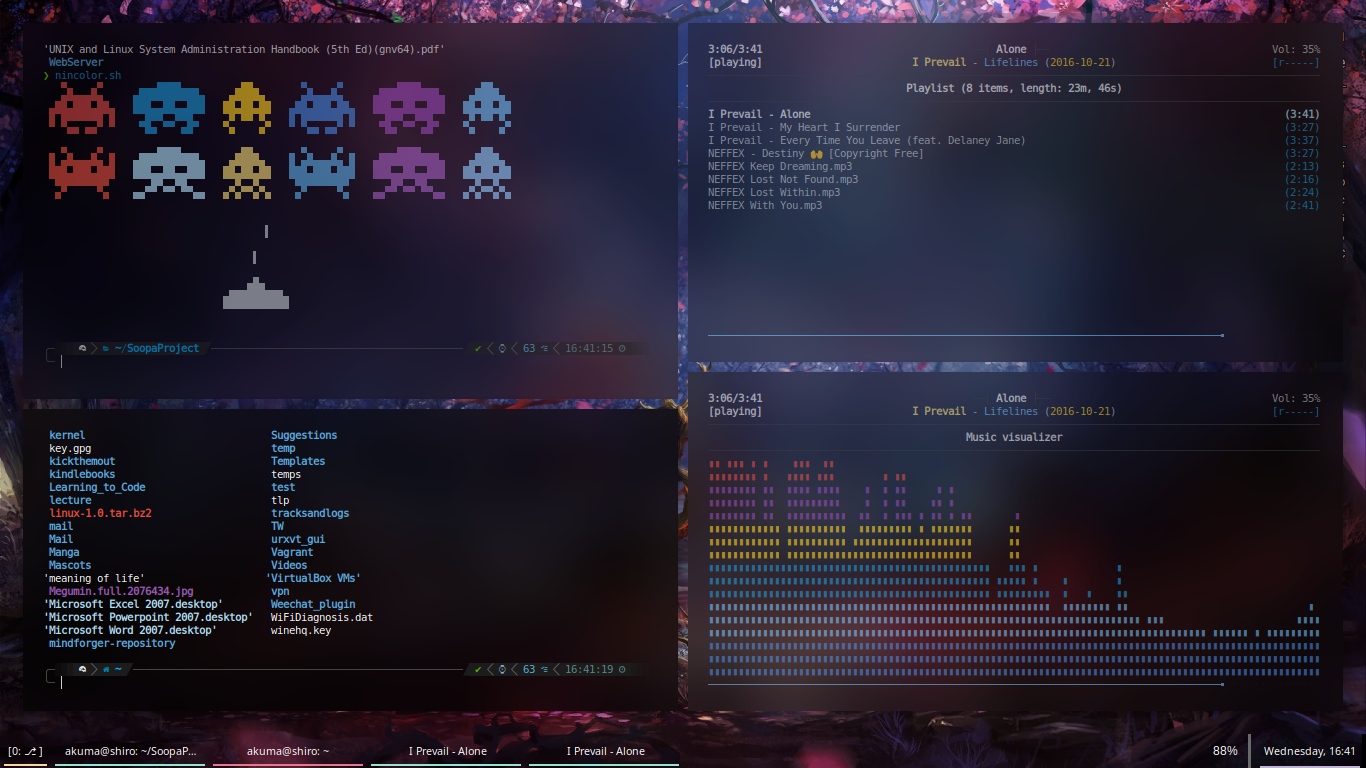 'UNIX and Linux System Administration Handbook (5th Ed)(gnv64).pdf'
WebServer
❯ nincolor.sh
~/SoopaProject
✔ 63 16:41:15
kernel Suggestions
key.gpg temp
kickthemout Templates
kindlebooks temps
Learning_to_Code test
lecture tlp
linux-1.0.tar.bz2 tracksandlogs
mail TW
Mail urxvt_gui
Manga Vagrant
Mascots Videos
'meaning of life' 'VirtualBox VMs'
Megumin.full.2076434.jpg vpn
'Microsoft Excel 2007.desktop' Weechat_plugin
'Microsoft Powerpoint 2007.desktop' WiFiDiagnosis.dat
'Microsoft Word 2007.desktop' winehq.key
mindforger-repository
~ ✔ 63 16:41:19
3:06/3:41 Alone Vol: 35%
[playing] I Prevail - Lifelines (2016-10-21) [r-----]
Playlist (8 items, length: 23m, 46s)
I Prevail - Alone (3:41)
I Prevail - My Heart I Surrender (3:27)
I Prevail - Every Time You Leave (feat. Delaney Jane) (3:37)
NEFFEX - Destiny 🙌 [Copyright Free] (3:27)
NEFFEX Keep Dreaming.mp3 (2:13)
NEFFEX Lost Not Found.mp3 (2:16)
NEFFEX Lost Within.mp3 (2:24)
NEFFEX With You.mp3 (2:41)
3:06/3:41 Alone Vol: 35%
[playing] I Prevail - Lifelines (2016-10-21) [r-----]
Music visualizer
[0: ⎇ ] akuma@shiro: ~/SoopaP... akuma@shiro: ~ I Prevail - Alone I Prevail - Alone 88% Wednesday, 16:41